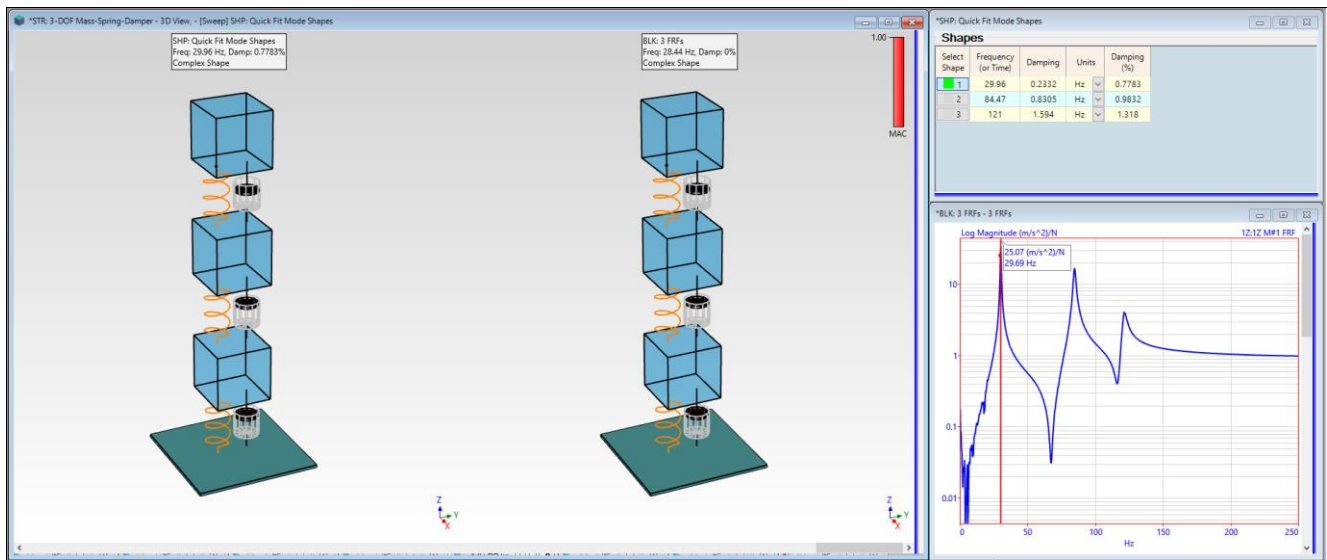 *STR: 3-DOF Mass-Spring-Damper - 3D View, - [Sweep] SHP: Quick Fit Mode Shapes
SHP: Quick Fit Mode Shapes
Freq: 29.96 Hz, Damp: 0.7783%
Complex Shape
BLK: 3 FRFs
Freq: 28.44 Hz, Damp: 0%
Complex Shape
1.00
MAC
Z
Y
X
Z
Y
X
*SHP: Quick Fit Mode Shapes
Shapes
Select Shape Frequency (or Time) Damping Units Damping (%)
1 29.96 0.2332 Hz 0.7783
2 84.47 0.8305 Hz 0.9832
3 121 1.594 Hz 1.318
*BLK: 3 FRFs - 3 FRFs
Log Magnitude (m/s^2)/N 1Z:1Z M#1 FRF
25.07 (m/s^2)/N
29.69 Hz
10
1
0.1
0.01
0 50 100 150 200 250
Hz